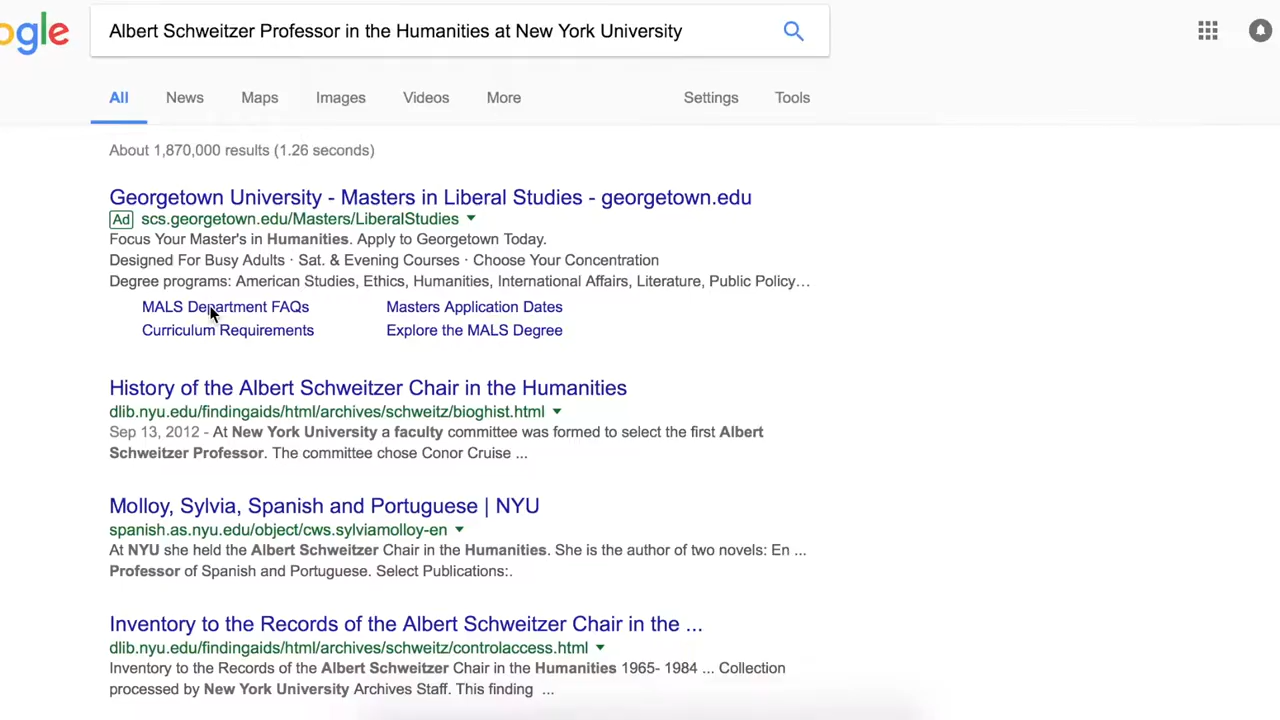 ogle
Albert Schweitzer Professor in the Humanities at New York University
All News Maps Images Videos More Settings Tools
About 1,870,000 results (1.26 seconds)
Georgetown University - Masters in Liberal Studies - georgetown.edu
Ad scs.georgetown.edu/Masters/LiberalStudies
Focus Your Master's in Humanities. Apply to Georgetown Today.
Designed For Busy Adults · Sat. & Evening Courses · Choose Your Concentration
Degree programs: American Studies, Ethics, Humanities, International Affairs, Literature, Public Policy…
MALS Department FAQs Masters Application Dates
Curriculum Requirements Explore the MALS Degree
History of the Albert Schweitzer Chair in the Humanities
dlib.nyu.edu/findingaids/html/archives/schweitz/bioghist.html
Sep 13, 2012 - At New York University a faculty committee was formed to select the first Albert
Schweitzer Professor. The committee chose Conor Cruise ...
Molloy, Sylvia, Spanish and Portuguese | NYU
spanish.as.nyu.edu/object/cws.sylviamolloy-en
At NYU she held the Albert Schweitzer Chair in the Humanities. She is the author of two novels: En ...
Professor of Spanish and Portuguese. Select Publications:.
Inventory to the Records of the Albert Schweitzer Chair in the ...
dlib.nyu.edu/findingaids/html/archives/schweitz/controlaccess.html
Inventory to the Records of the Albert Schweitzer Chair in the Humanities 1965- 1984 ... Collection
processed by New York University Archives Staff. This finding ...